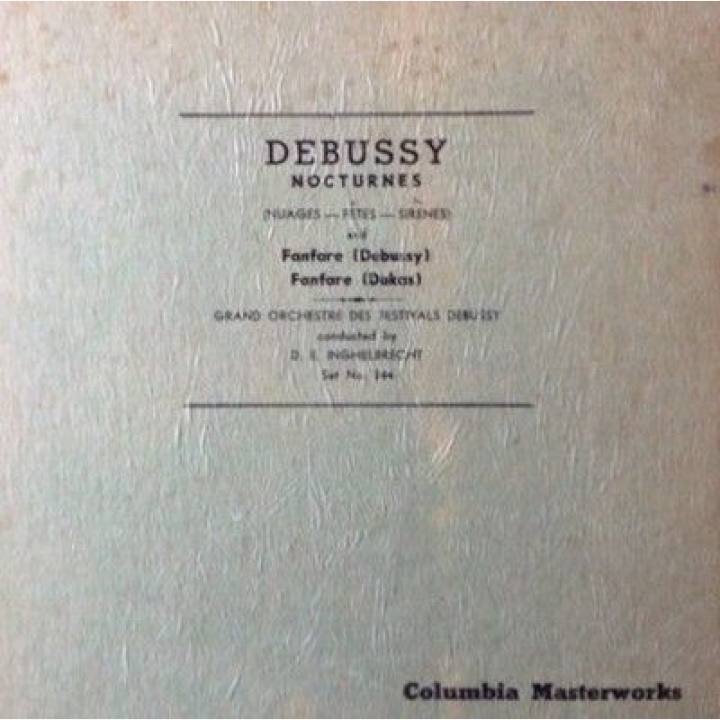 DEBUSSY
NOCTURNES
(NUAGES — FÊTES — SIRÈNES)
and
Fanfare (Debussy)
Fanfare (Dukas)
GRAND ORCHESTRE DES FESTIVALS DEBUSSY
conducted by
D. E. INGHELBRECHT
Set No. 144
Columbia Masterworks